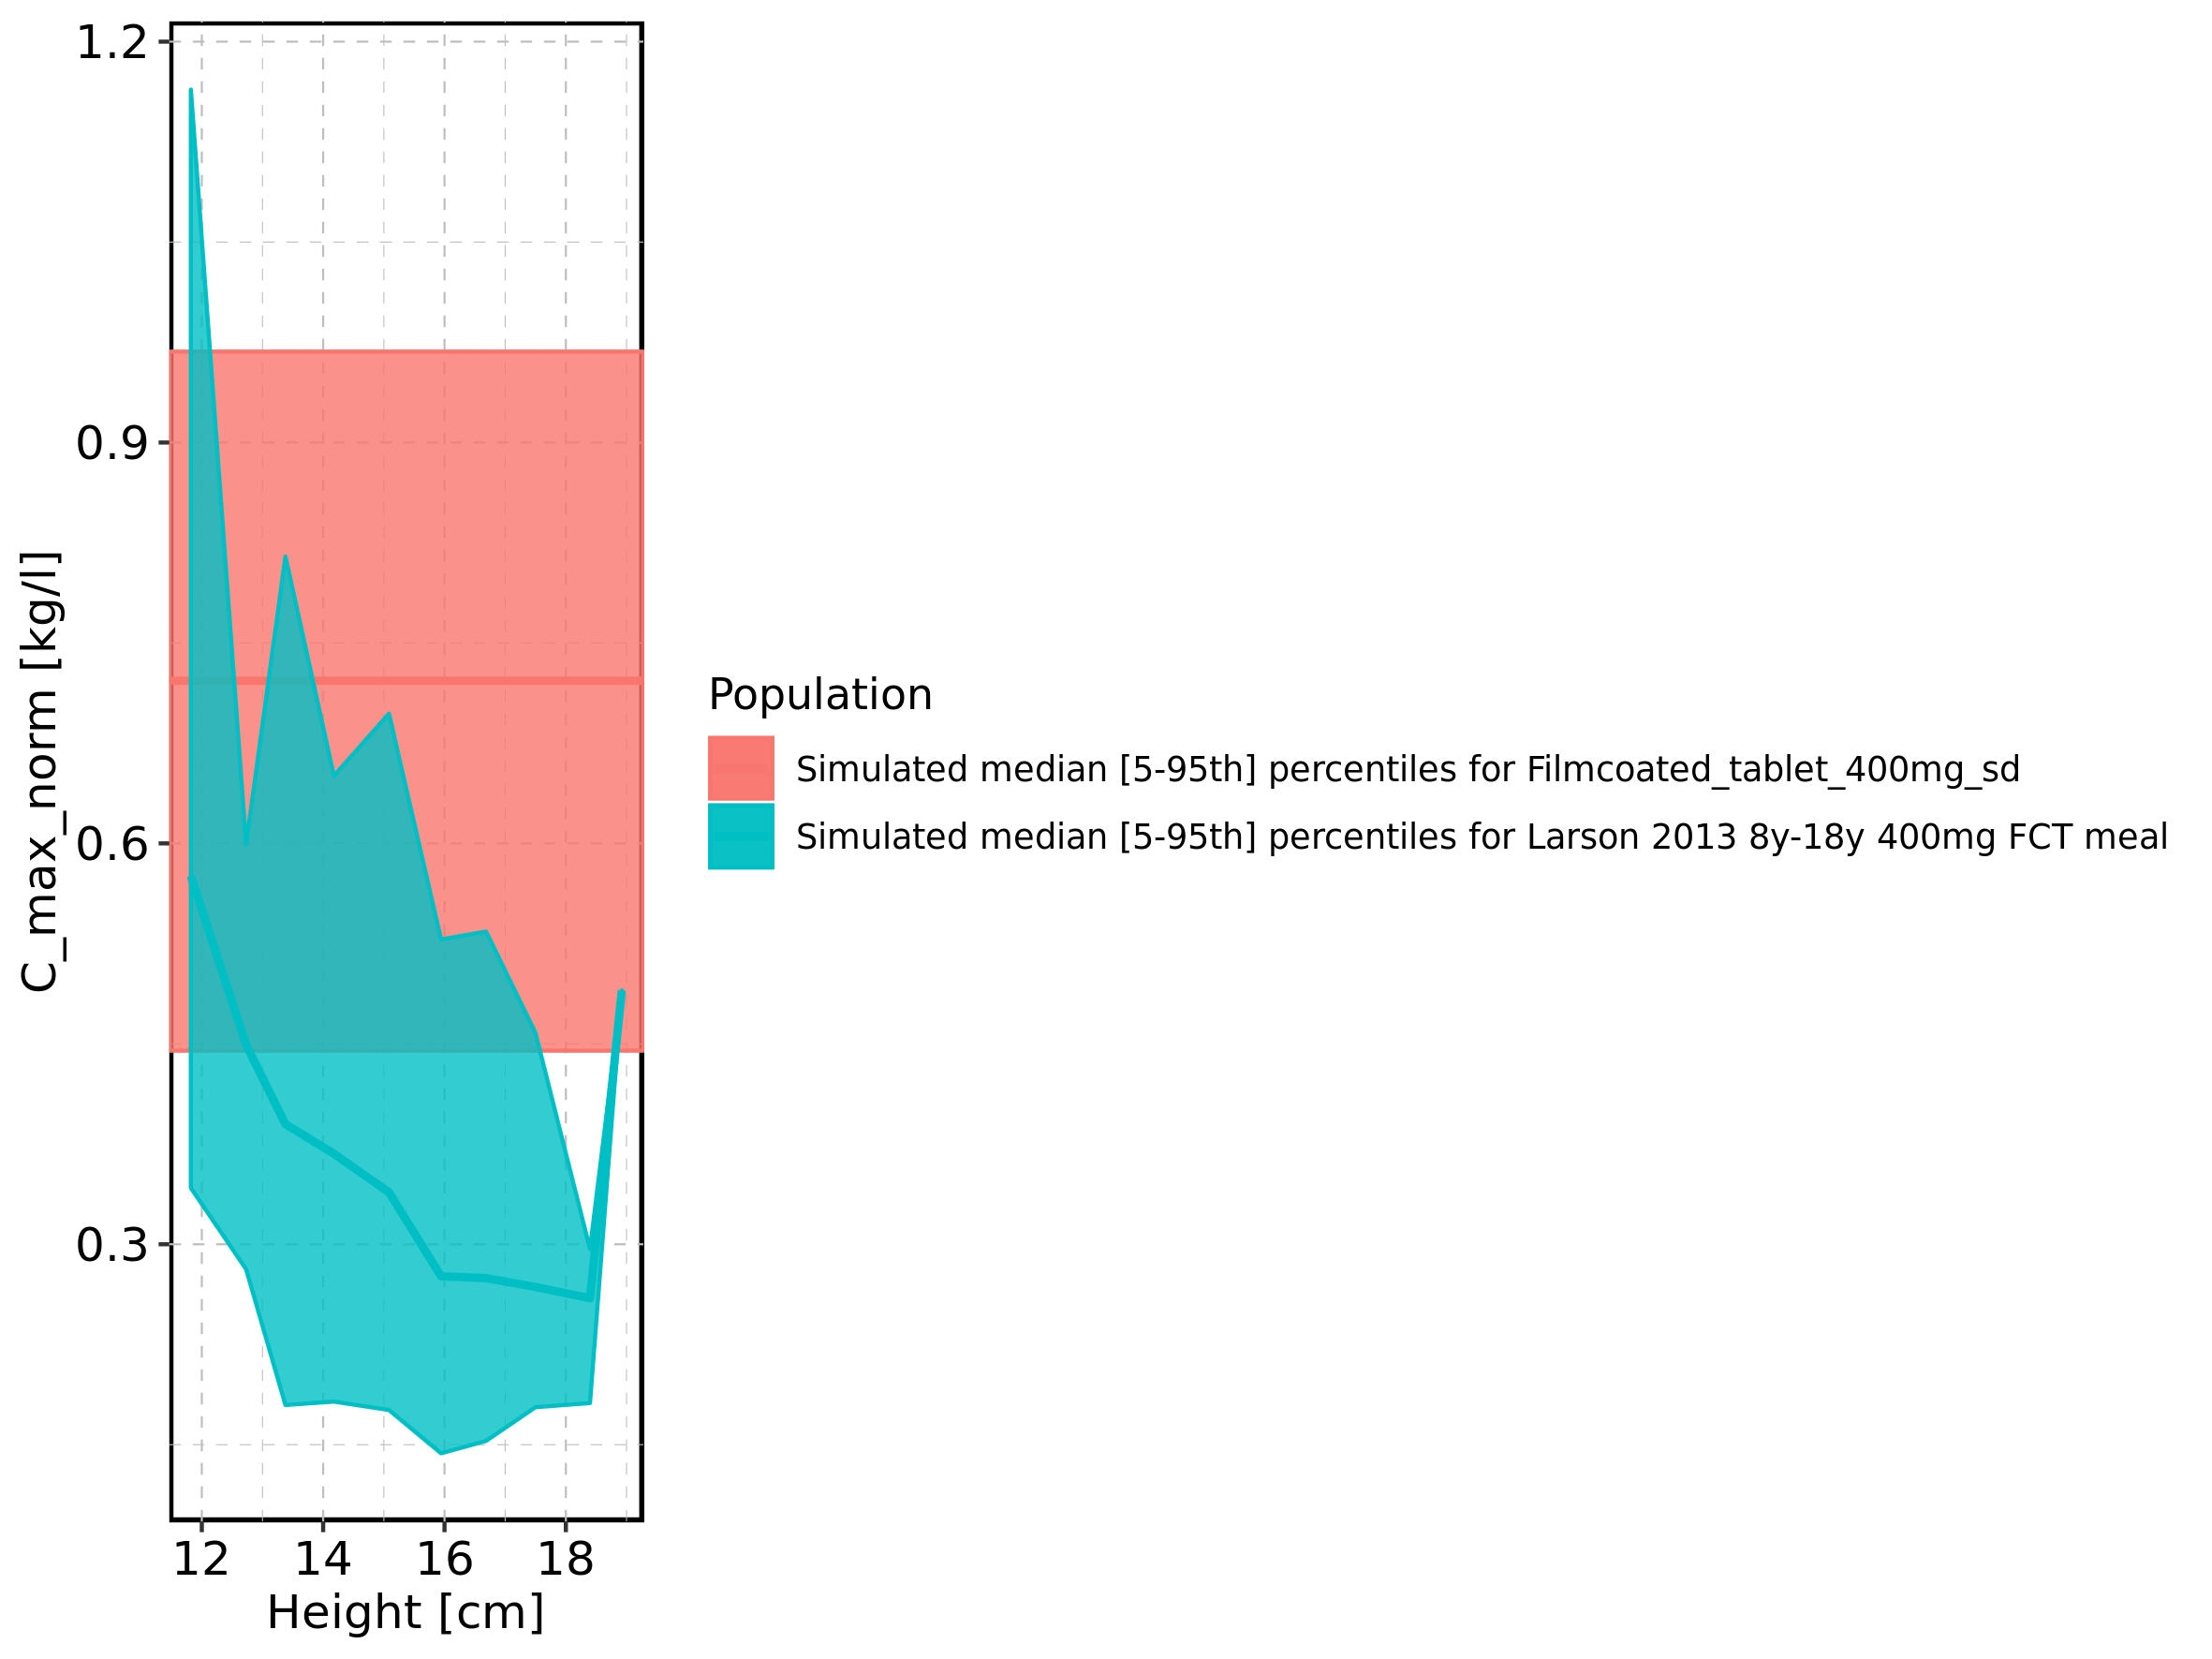 1.2
0.9
0.6
0.3
C_max_norm [kg/l]
12 14 16 18
Height [cm]
Population
Simulated median [5-95th] percentiles for Filmcoated_tablet_400mg_sd
Simulated median [5-95th] percentiles for Larson 2013 8y-18y 400mg FCT meal